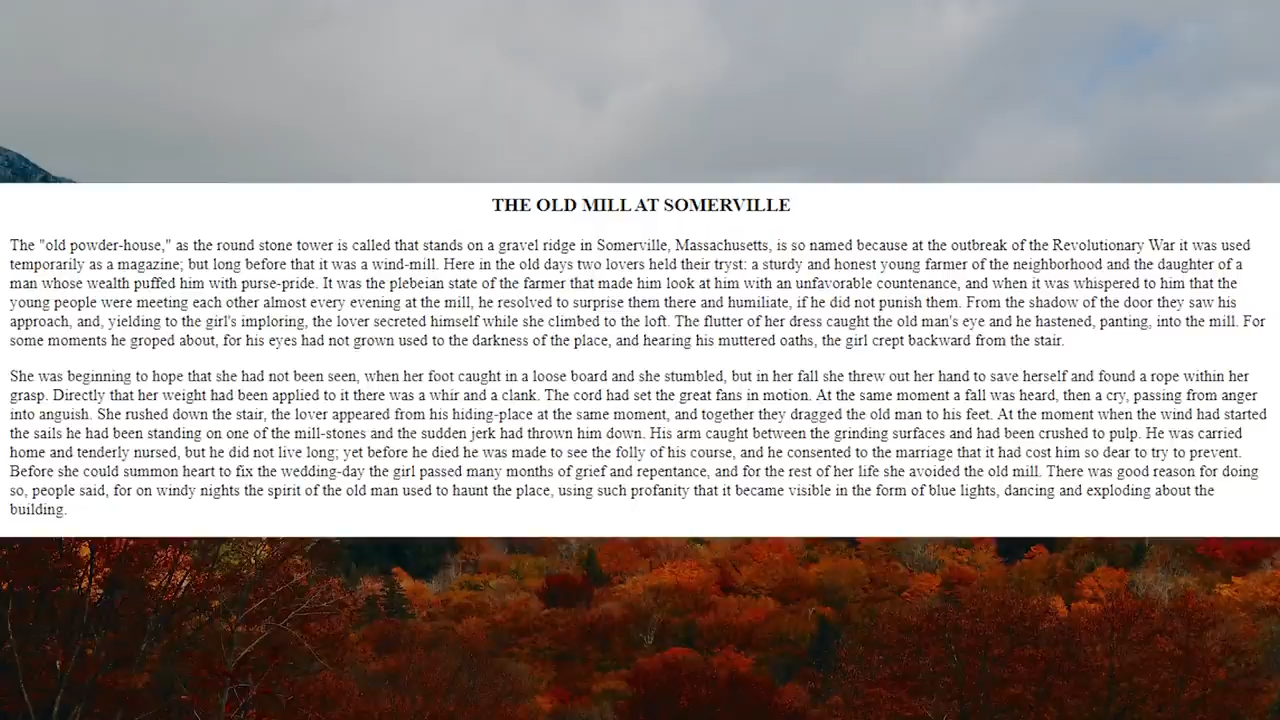 THE OLD MILL AT SOMERVILLE
The "old powder-house," as the round stone tower is called that stands on a gravel ridge in Somerville, Massachusetts, is so named because at the outbreak of the Revolutionary War it was used
temporarily as a magazine; but long before that it was a wind-mill. Here in the old days two lovers held their tryst: a sturdy and honest young farmer of the neighborhood and the daughter of a
man whose wealth puffed him with purse-pride. It was the plebeian state of the farmer that made him look at him with an unfavorable countenance, and when it was whispered to him that the
young people were meeting each other almost every evening at the mill, he resolved to surprise them there and humiliate, if he did not punish them. From the shadow of the door they saw his
approach, and, yielding to the girl's imploring, the lover secreted himself while she climbed to the loft. The flutter of her dress caught the old man's eye and he hastened, panting, into the mill. For
some moments he groped about, for his eyes had not grown used to the darkness of the place, and hearing his muttered oaths, the girl crept backward from the stair.
She was beginning to hope that she had not been seen, when her foot caught in a loose board and she stumbled, but in her fall she threw out her hand to save herself and found a rope within her
grasp. Directly that her weight had been applied to it there was a whir and a clank. The cord had set the great fans in motion. At the same moment a fall was heard, then a cry, passing from anger
into anguish. She rushed down the stair, the lover appeared from his hiding-place at the same moment, and together they dragged the old man to his feet. At the moment when the wind had started
the sails he had been standing on one of the mill-stones and the sudden jerk had thrown him down. His arm caught between the grinding surfaces and had been crushed to pulp. He was carried
home and tenderly nursed, but he did not live long; yet before he died he was made to see the folly of his course, and he consented to the marriage that it had cost him so dear to try to prevent.
Before she could summon heart to fix the wedding-day the girl passed many months of grief and repentance, and for the rest of her life she avoided the old mill. There was good reason for doing
so, people said, for on windy nights the spirit of the old man used to haunt the place, using such profanity that it became visible in the form of blue lights, dancing and exploding about the
building.